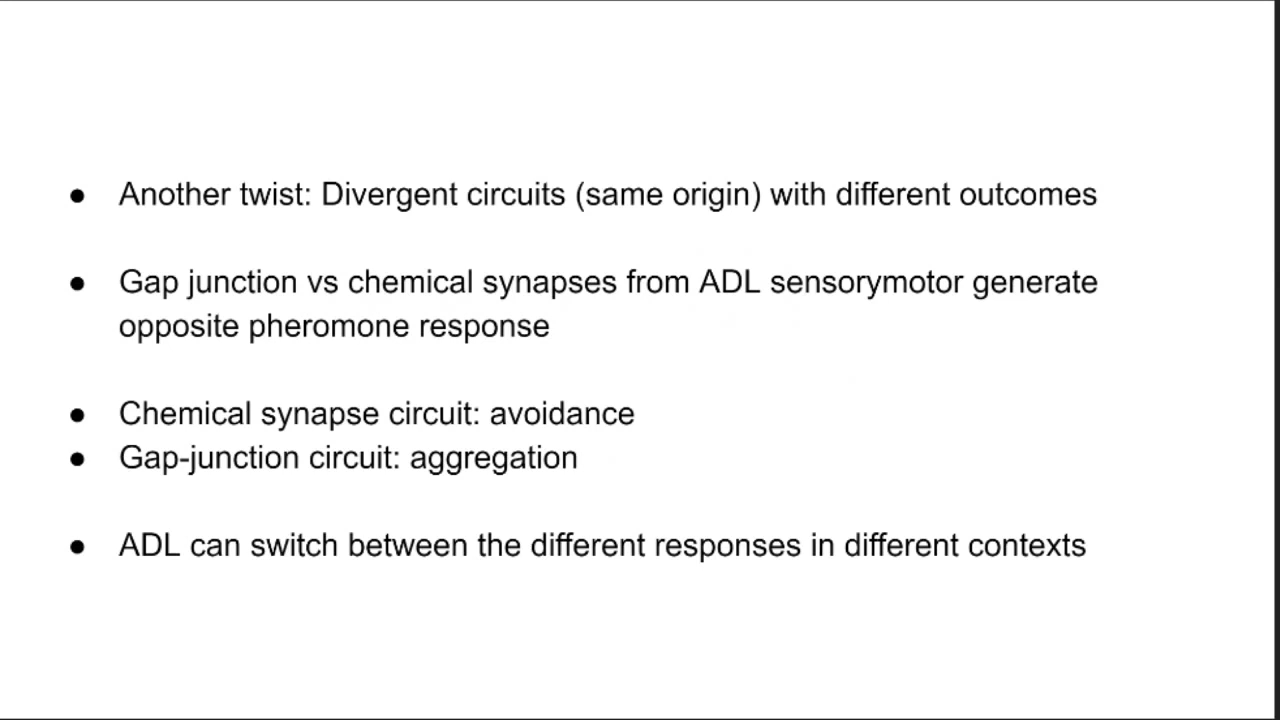 ● Another twist: Divergent circuits (same origin) with different outcomes
● Gap junction vs chemical synapses from ADL sensorymotor generate
opposite pheromone response
● Chemical synapse circuit: avoidance
● Gap-junction circuit: aggregation
● ADL can switch between the different responses in different contexts